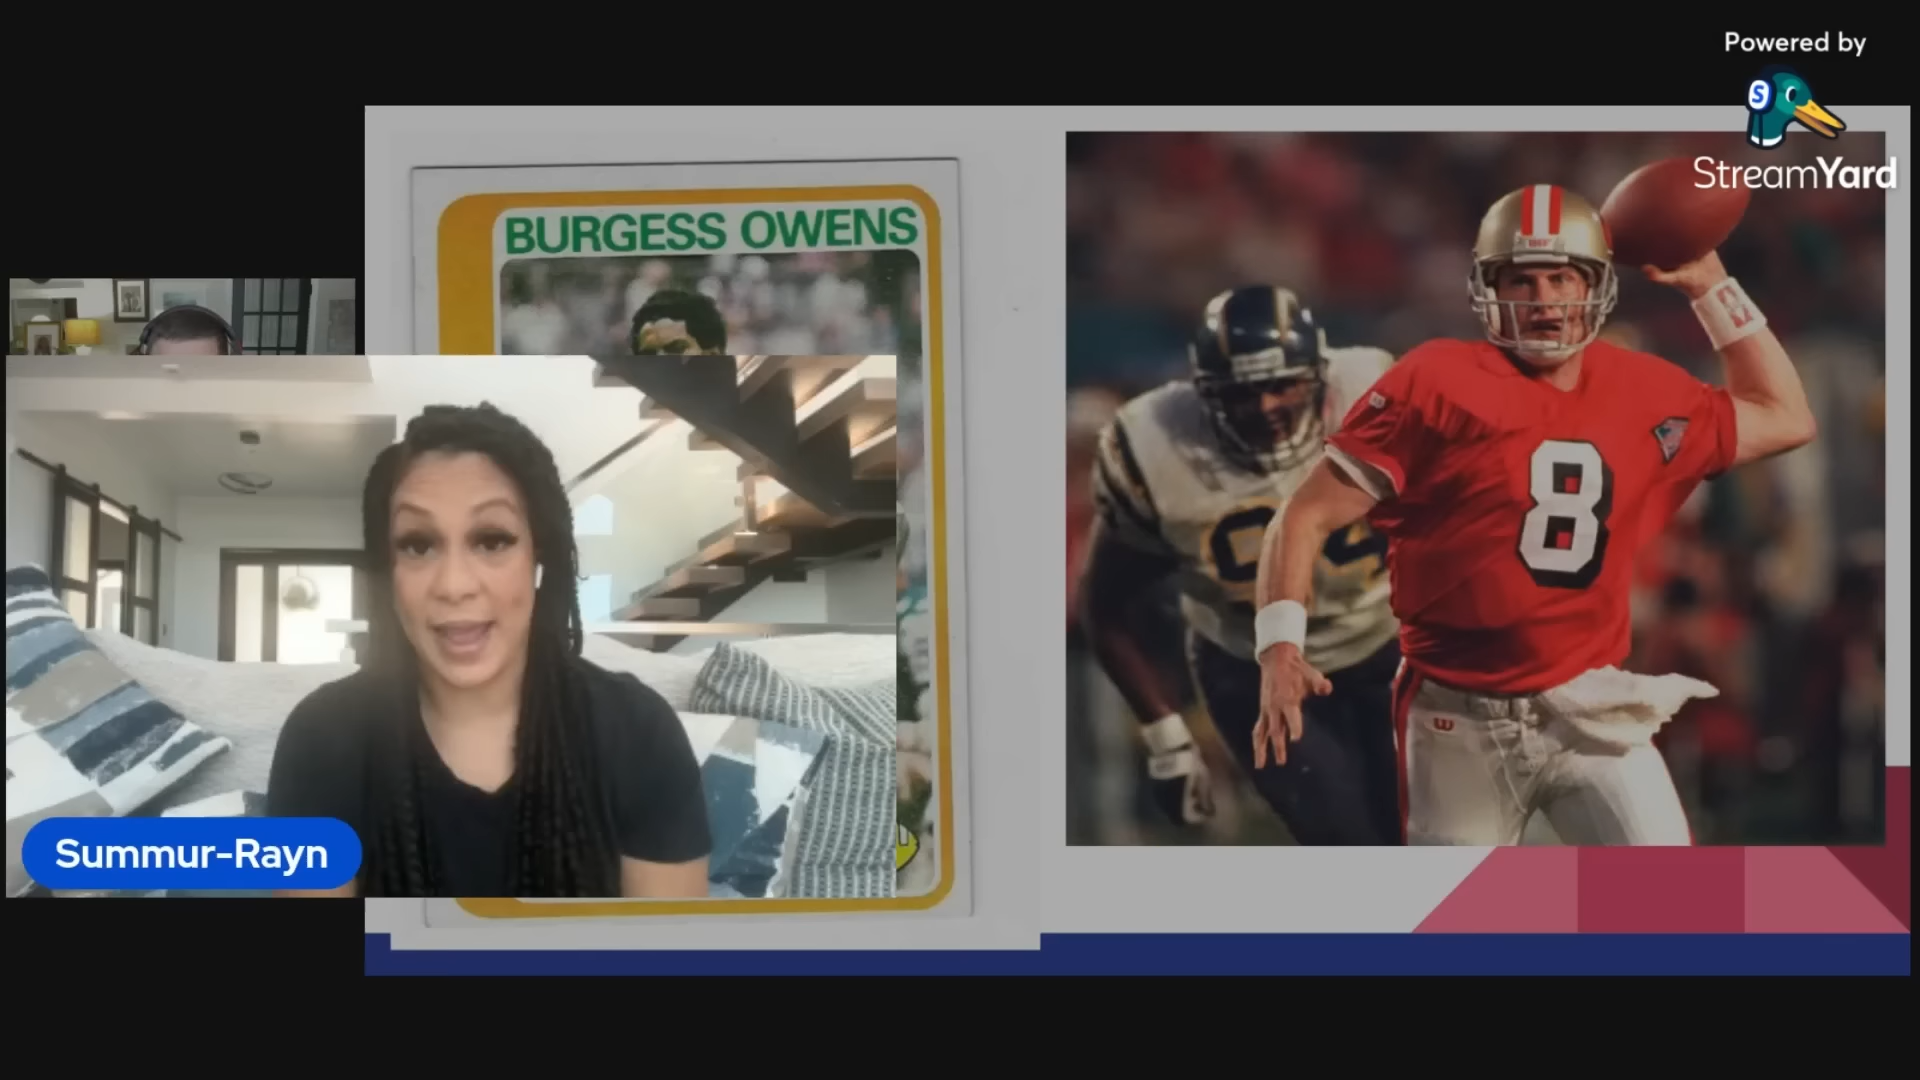 Powered by
S
StreamYard
BURGESS OWENS
8
Summur-Rayn